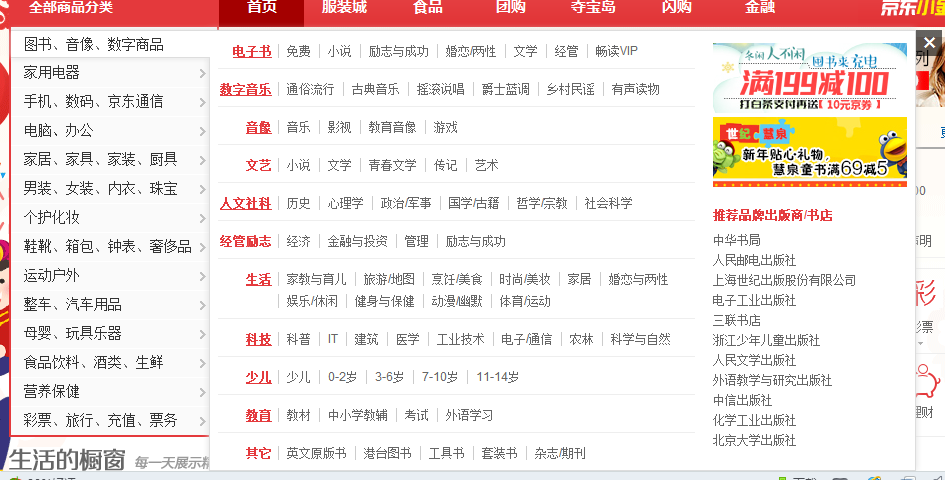 全部商品分类 首页 服装城 食品 团购 夺宝岛 闪购 金融 京东小金
图书、音像、数字商品
家用电器
手机、数码、京东通信
电脑、办公
家居、家具、家装、厨具
男装、女装、内衣、珠宝
个护化妆
鞋靴、箱包、钟表、奢侈品
运动户外
整车、汽车用品
母婴、玩具乐器
食品饮料、酒类、生鲜
营养保健
彩票、旅行、充值、票务
生活的橱窗 每一天展示精
电子书 免费 小说 励志与成功 婚恋/两性 文学 经管 畅读VIP
数字音乐 通俗流行 古典音乐 摇滚说唱 爵士蓝调 乡村民谣 有声读物
音像 音乐 影视 教育音像 游戏
文艺 小说 文学 青春文学 传记 艺术
人文社科 历史 心理学 政治/军事 国学/古籍 哲学/宗教 社会科学
经管励志 经济 金融与投资 管理 励志与成功
生活 家教与育儿 旅游/地图 烹饪/美食 时尚/美妆 家居 婚恋与两性
娱乐/休闲 健身与保健 动漫/幽默 体育/运动
科技 科普 IT 建筑 医学 工业技术 电子/通信 农林 科学与自然
少儿 少儿 0-2岁 3-6岁 7-10岁 11-14岁
教育 教材 中小学教辅 考试 外语学习
其它 英文原版书 港台图书 工具书 套装书 杂志/期刊
冬闲人不闲 图书来充电
满199减100
打白条支付再送【10元京券】
世纪慧泉
新年贴心礼物,
慧泉童书满69减5
推荐品牌出版商/书店
中华书局
人民邮电出版社
上海世纪出版股份有限公司
电子工业出版社
三联书店
浙江少年儿童出版社
人民文学出版社
外语教学与研究出版社
中信出版社
化学工业出版社
北京大学出版社
列
00
明
彩
彩票
理财